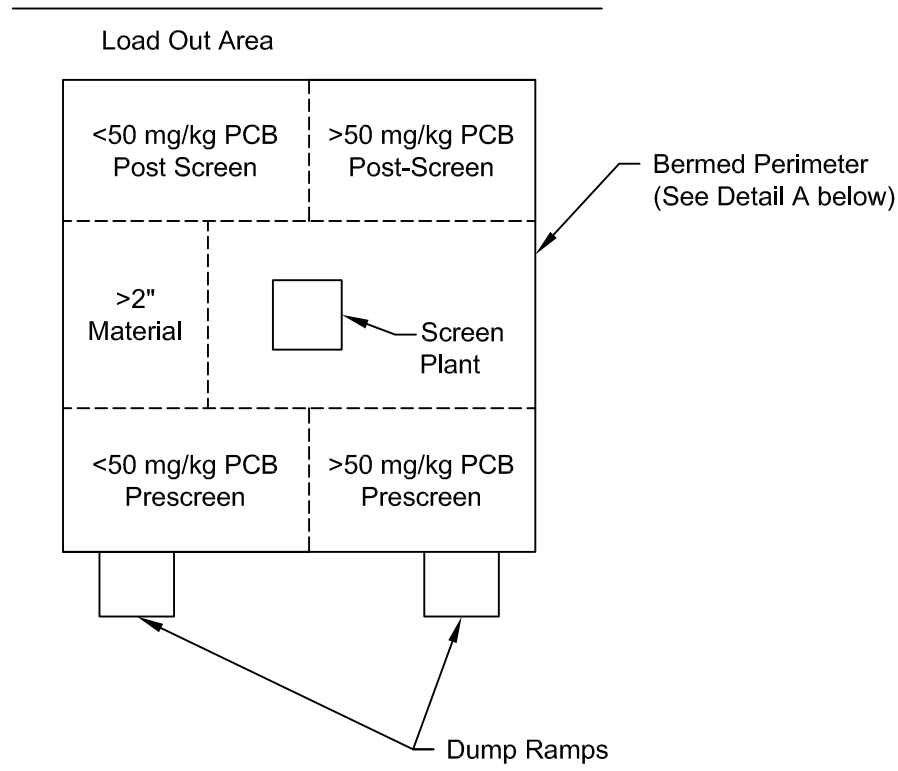 Load Out Area
<50 mg/kg PCB
Post Screen
>50 mg/kg PCB
Post-Screen
Bermed Perimeter
(See Detail A below)
>2"
Material
Screen
Plant
<50 mg/kg PCB
Prescreen
>50 mg/kg PCB
Prescreen
Dump Ramps